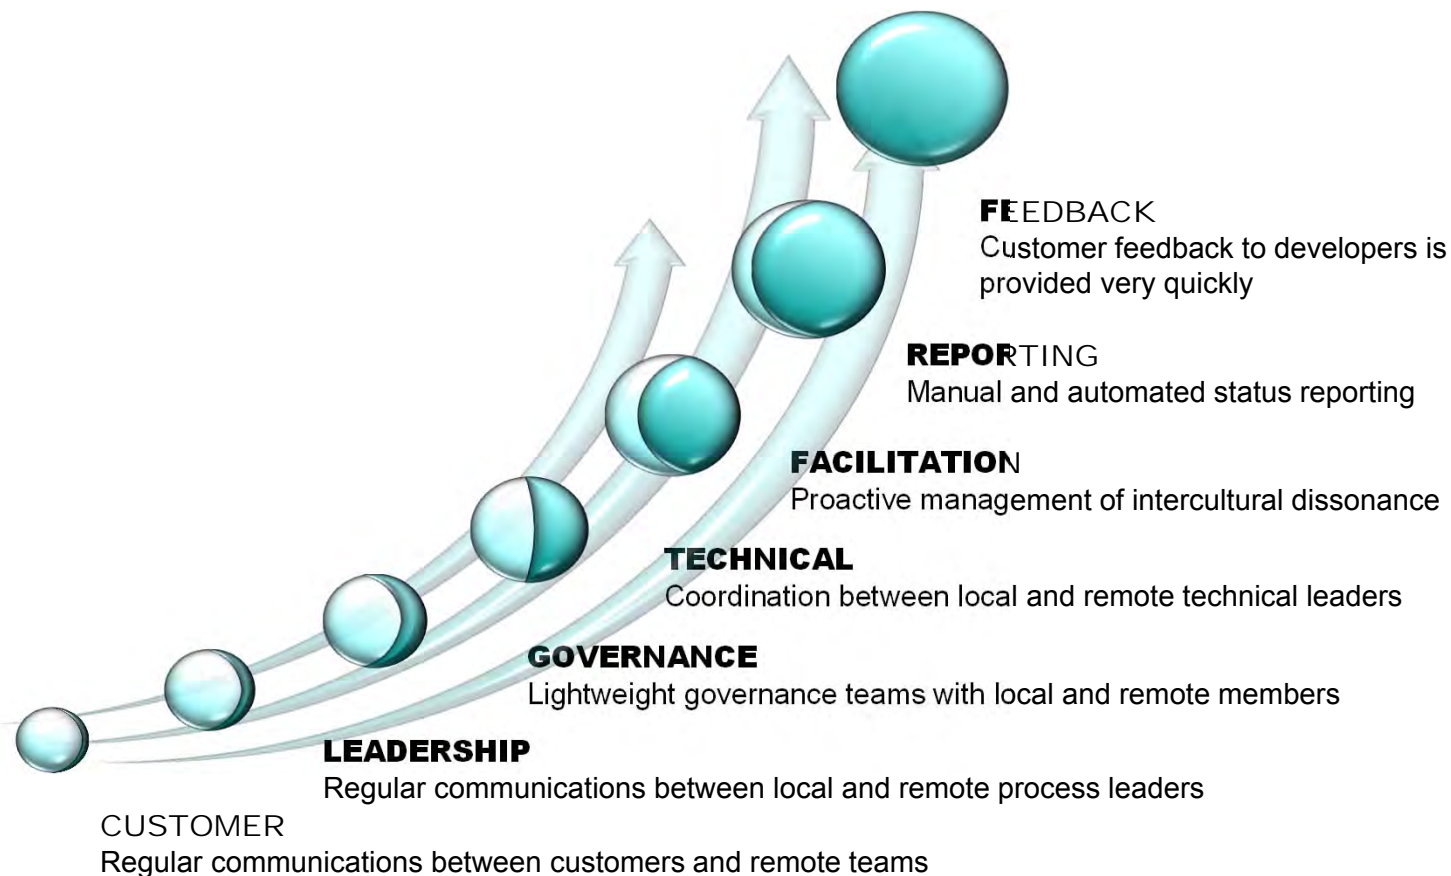 FEEDBACK
Customer feedback to developers is
provided very quickly
REPORTING
Manual and automated status reporting
FACILITATION
Proactive management of intercultural dissonance
TECHNICAL
Coordination between local and remote technical leaders
GOVERNANCE
Lightweight governance teams with local and remote members
LEADERSHIP
Regular communications between local and remote process leaders
CUSTOMER
Regular communications between customers and remote teams